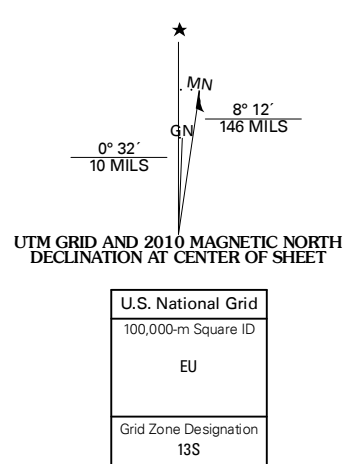 MN
8° 12´
146 MILS
GN
0° 32´
10 MILS
UTM GRID AND 2010 MAGNETIC NORTH
DECLINATION AT CENTER OF SHEET
U.S. National Grid
100,000-m Square ID
EU
Grid Zone Designation
13S